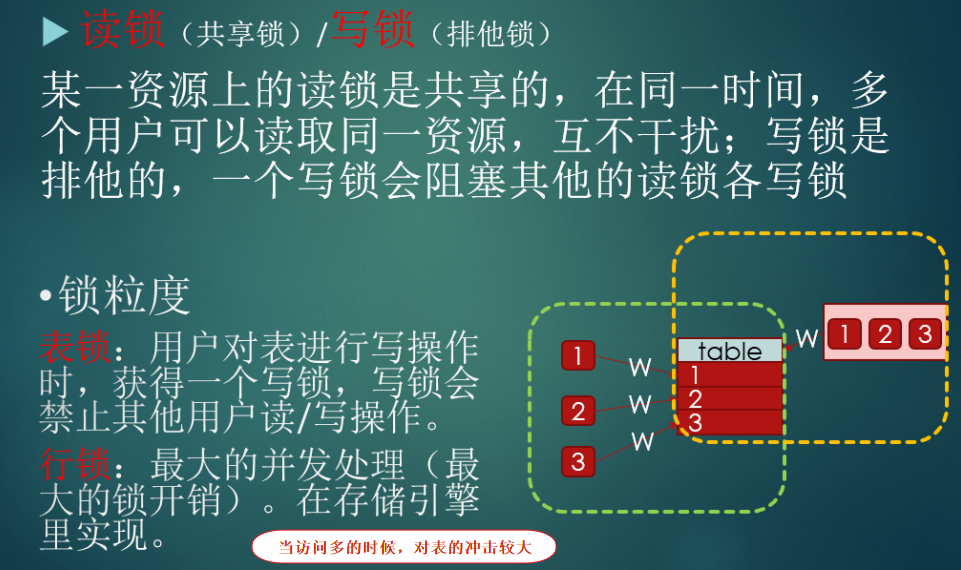 读锁（共享锁）/写锁（排他锁）
某一资源上的读锁是共享的，在同一时间，多
个用户可以读取同一资源，互不干扰；写锁是
排他的，一个写锁会阻塞其他的读锁各写锁
•锁粒度
表锁：用户对表进行写操作
时，获得一个写锁，写锁会
禁止其他用户读/写操作。
行锁：最大的并发处理（最
大的锁开销）。在存储引擎
里实现。
1 W
2 W
3 W
table
1
2
3
W 1 2 3
当访问多的时候，对表的冲击较大